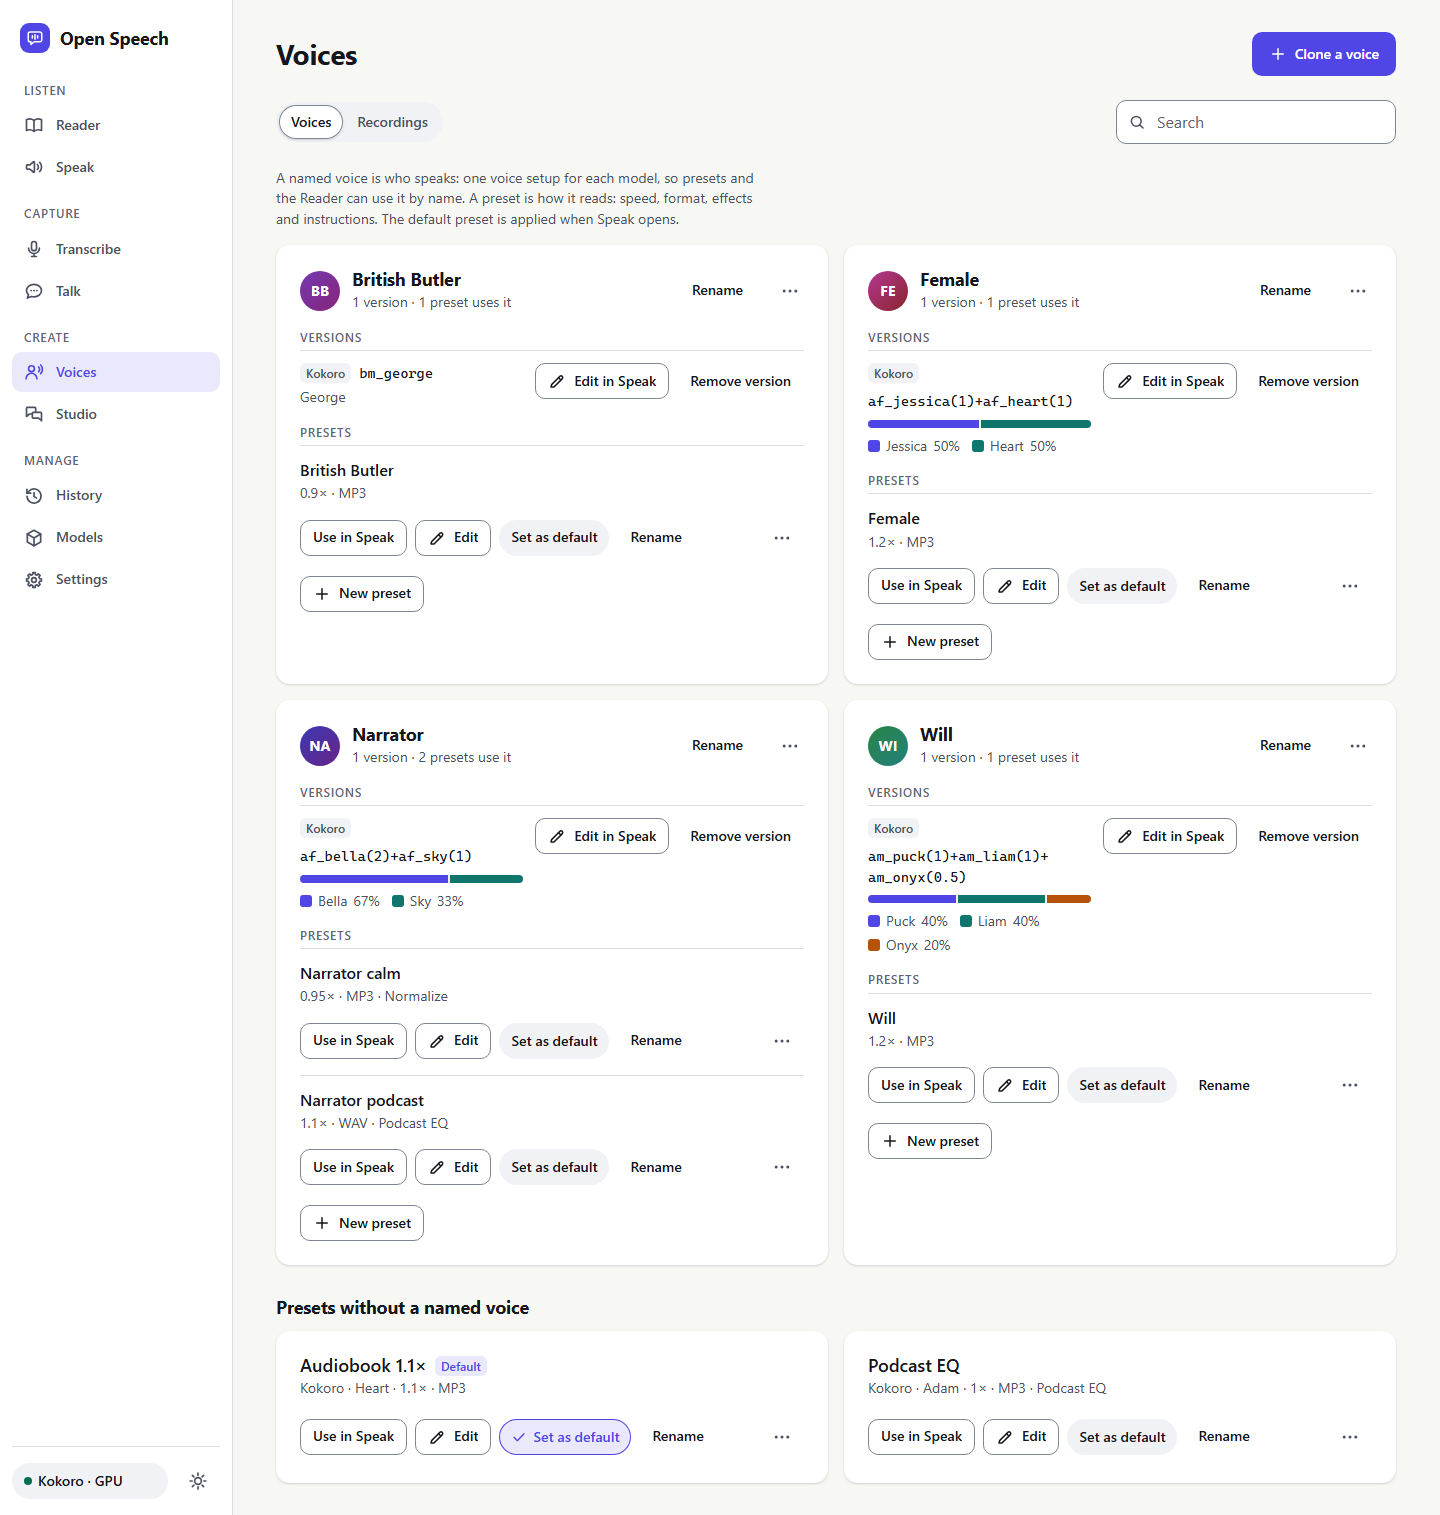 Open Speech
LISTEN
Reader
Speak
CAPTURE
Transcribe
Talk
CREATE
Voices
Studio
MANAGE
History
Models
Settings
Kokoro · GPU
Voices
Clone a voice
Voices
Recordings
Search
A named voice is who speaks: one voice setup for each model, so presets and
the Reader can use it by name. A preset is how it reads: speed, format, effects
and instructions. The default preset is applied when Speak opens.
BB
British Butler
1 version · 1 preset uses it
Rename
VERSIONS
Kokoro bm_george
George
Edit in Speak
Remove version
PRESETS
British Butler
0.9× · MP3
Use in Speak
Edit
Set as default
Rename
New preset
FE
Female
1 version · 1 preset uses it
Rename
VERSIONS
Kokoro
af_jessica(1)+af_heart(1)
Jessica 50% Heart 50%
Edit in Speak
Remove version
PRESETS
Female
1.2× · MP3
Use in Speak
Edit
Set as default
Rename
New preset
NA
Narrator
1 version · 2 presets use it
Rename
VERSIONS
Kokoro
af_bella(2)+af_sky(1)
Bella 67% Sky 33%
Edit in Speak
Remove version
PRESETS
Narrator calm
0.95× · MP3 · Normalize
Use in Speak
Edit
Set as default
Rename
Narrator podcast
1.1× · WAV · Podcast EQ
Use in Speak
Edit
Set as default
Rename
New preset
WI
Will
1 version · 1 preset uses it
Rename
VERSIONS
Kokoro
am_puck(1)+am_liam(1)+
am_onyx(0.5)
Puck 40% Liam 40%
Onyx 20%
Edit in Speak
Remove version
PRESETS
Will
1.2× · MP3
Use in Speak
Edit
Set as default
Rename
New preset
Presets without a named voice
Audiobook 1.1× Default
Kokoro · Heart · 1.1× · MP3
Use in Speak
Edit
Set as default
Rename
Podcast EQ
Kokoro · Adam · 1× · MP3 · Podcast EQ
Use in Speak
Edit
Set as default
Rename